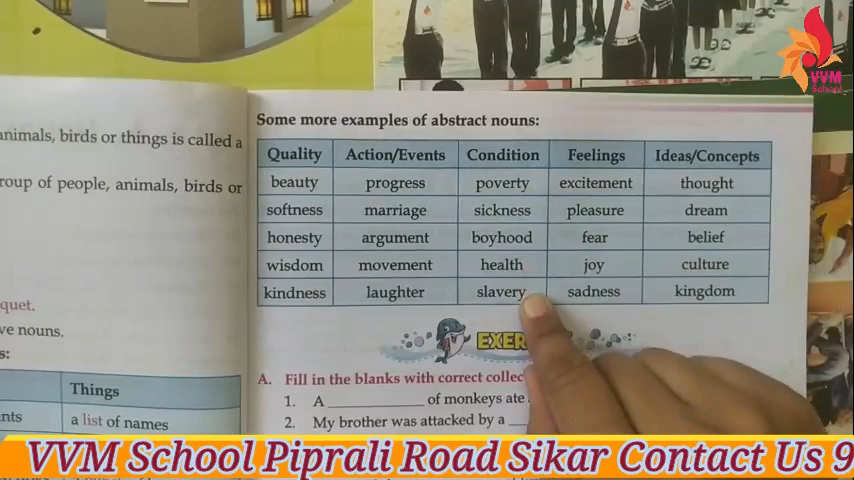 VVM
School
animals, birds or things is called a
roup of people, animals, birds or
quet.
ve nouns.
s:
Things
nts a list of names
Some more examples of abstract nouns:
Quality Action/Events Condition Feelings Ideas/Concepts
beauty progress poverty excitement thought
softness marriage sickness pleasure dream
honesty argument boyhood fear belief
wisdom movement health joy culture
kindness laughter slavery sadness kingdom
EXER
A. Fill in the blanks with correct collec
1. A __________ of monkeys ate
2. My brother was attacked by a __
VVM School Piprali Road Sikar Contact Us 9